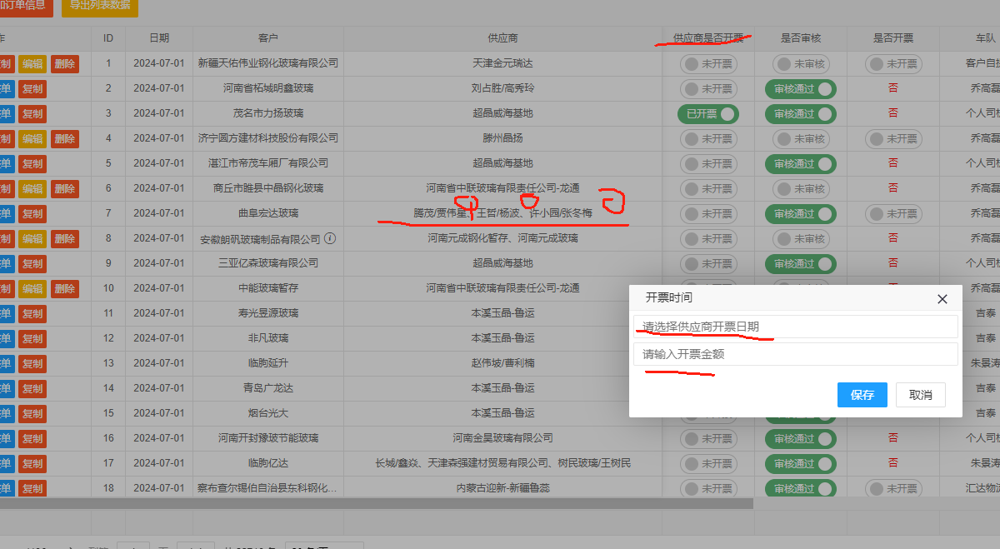 加订单信息 导出列表数据
作 ID 日期 客户 供应商 供应商是否开票 是否审核 是否开票 车队
制 编辑 删除 1 2024-07-01 新疆天佑伟业钢化玻璃有限公司 天津金元瑞达 未开票 未审核 未开票 客户自提
单 复制 2 2024-07-01 河南省柘城明鑫玻璃 刘占胜/高秀玲 未开票 审核通过 否 乔高磊
单 复制 3 2024-07-01 茂名市力扬玻璃 超晶威海基地 已开票 审核通过 否 个人司机
制 编辑 删除 4 2024-07-01 济宁圆方建材科技股份有限公司 滕州晶扬 未开票 未审核 未开票 乔高磊
单 复制 5 2024-07-01 湛江市帝茂车厢厂有限公司 超晶威海基地 未开票 审核通过 否 个人司机
制 编辑 删除 6 2024-07-01 商丘市睢县中晶钢化玻璃 河南省中联玻璃有限责任公司-龙通 未开票 未审核 否 乔高磊
单 复制 7 2024-07-01 曲阜宏达玻璃 腾茂/贾伟星、王哲/杨波、许小园/张冬梅 未开票 审核通过 未开票 乔高磊
制 编辑 删除 8 2024-07-01 安徽朗矾玻璃制品有限公司 河南元成钢化暂存、河南元成玻璃 未开票 未审核 否 乔高磊
单 复制 9 2024-07-01 三亚亿森玻璃有限公司 超晶威海基地 未开票 审核通过 否 个人司机
制 编辑 删除 10 2024-07-01 中能玻璃暂存 河南省中联玻璃有限责任公司-龙通 乔高磊
单 复制 11 2024-07-01 寿光昱源玻璃 本溪玉晶-鲁运 吉泰
单 复制 12 2024-07-01 非凡玻璃 本溪玉晶-鲁运 吉泰
单 复制 13 2024-07-01 临朐延升 赵伟坡/曹利楠 朱景涛
单 复制 14 2024-07-01 青岛广龙达 本溪玉晶-鲁运 吉泰
单 复制 15 2024-07-01 烟台光大 本溪玉晶-鲁运 吉泰
单 复制 16 2024-07-01 河南开封豫玻节能玻璃 河南金昊玻璃有限公司 未开票 审核通过 否 个人司机
单 复制 17 2024-07-01 临朐亿达 长城/鑫焱、天津森强建材贸易有限公司、树民玻璃/王树民 未开票 审核通过 否 朱景涛
单 复制 18 2024-07-01 察布查尔锡伯自治县东科钢化... 内蒙古迎新-新疆鲁蕊 未开票 审核通过 未开票 汇达物流
开票时间
请选择供应商开票日期
请输入开票金额
保存 取消